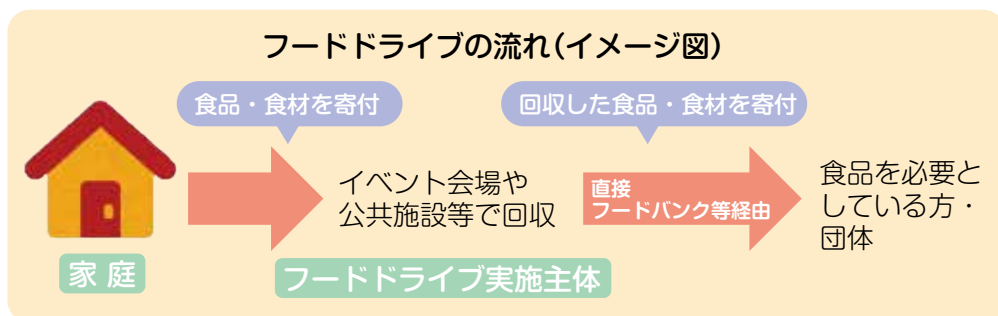 フードドライブの流れ(イメージ図)
食品・食材を寄付
回収した食品・食材を寄付
イベント会場や
公共施設等で回収
直接
フードバンク等経由
食品を必要と
している方・
団体
家庭
フードドライブ実施主体